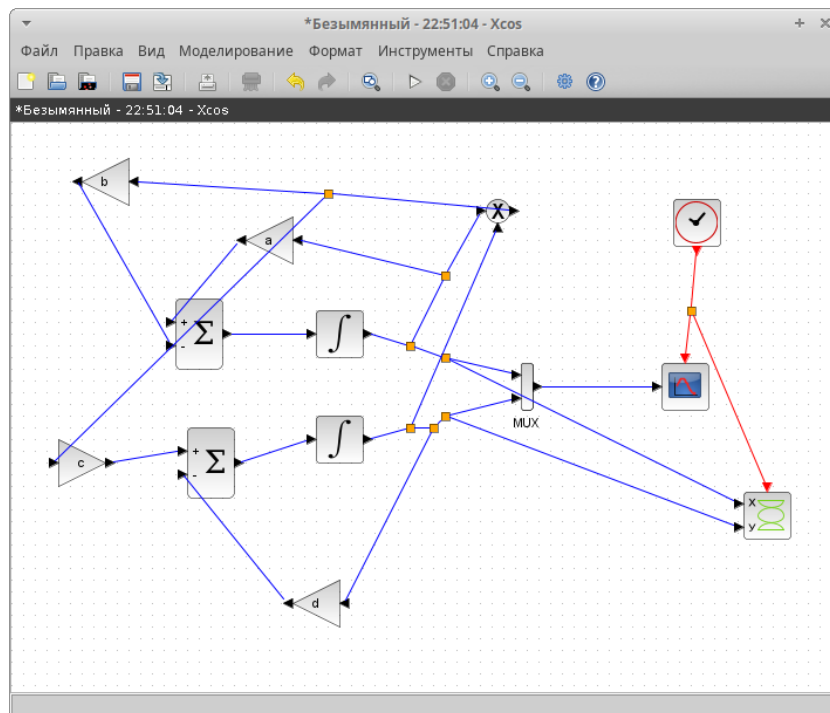 *Безымянный - 22:51:04 - Xcos
Файл Правка Вид Моделирование Формат Инструменты Справка
*Безымянный - 22:51:04 - Xcos
b
X
a
+
Σ
-
∫
MUX
∫
+
Σ
-
c
X
y
d